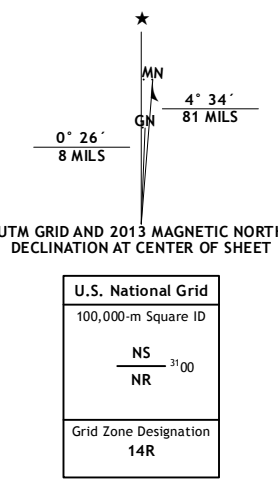 ★
MN
GN
4° 34´
81 MILS
0° 26´
8 MILS
UTM GRID AND 2013 MAGNETIC NORTH
DECLINATION AT CENTER OF SHEET
U.S. National Grid
100,000-m Square ID
NS
3100
NR
Grid Zone Designation
14R